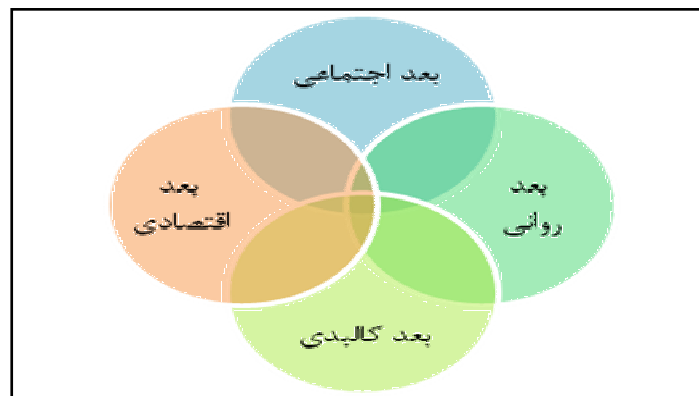 بعد اجتماعی
بعد
روانی
بعد
اقتصادی
بعد کالبدی